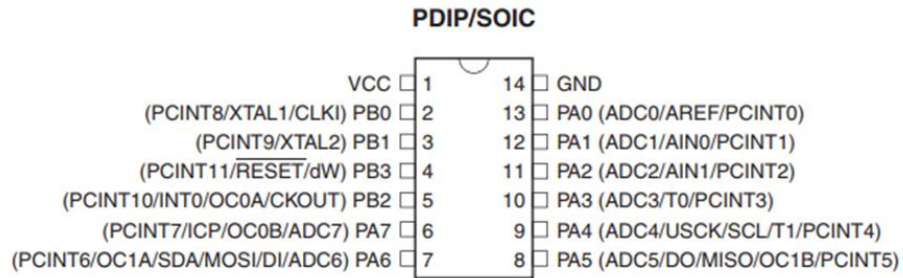 PDIP/SOIC
VCC 1 14 GND
(PCINT8/XTAL1/CLKI) PB0 2 13 PA0 (ADC0/AREF/PCINT0)
(PCINT9/XTAL2) PB1 3 12 PA1 (ADC1/AIN0/PCINT1)
(PCINT11/RESET/dW) PB3 4 11 PA2 (ADC2/AIN1/PCINT2)
(PCINT10/INT0/OC0A/CKOUT) PB2 5 10 PA3 (ADC3/T0/PCINT3)
(PCINT7/ICP/OC0B/ADC7) PA7 6 9 PA4 (ADC4/USCK/SCL/T1/PCINT4)
(PCINT6/OC1A/SDA/MOSI/DI/ADC6) PA6 7 8 PA5 (ADC5/DO/MISO/OC1B/PCINT5)